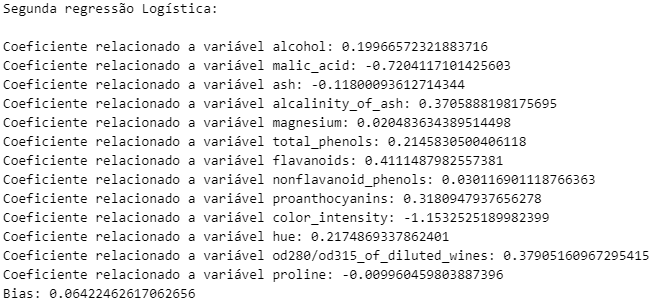 Segunda regressão Logística:
Coeficiente relacionado a variável alcohol: 0.19966572321883716
Coeficiente relacionado a variável malic_acid: -0.7204117101425603
Coeficiente relacionado a variável ash: -0.11800093612714344
Coeficiente relacionado a variável alcalinity_of_ash: 0.3705888198175695
Coeficiente relacionado a variável magnesium: 0.020483634389514498
Coeficiente relacionado a variável total_phenols: 0.2145830500406118
Coeficiente relacionado a variável flavanoids: 0.4111487982557381
Coeficiente relacionado a variável nonflavanoid_phenols: 0.030116901118766363
Coeficiente relacionado a variável proanthocyanins: 0.3180947937656278
Coeficiente relacionado a variável color_intensity: -1.1532525189982399
Coeficiente relacionado a variável hue: 0.2174869337862401
Coeficiente relacionado a variável od280/od315_of_diluted_wines: 0.37905160967295415
Coeficiente relacionado a variável proline: -0.009960459803887396
Bias: 0.06422462617062656